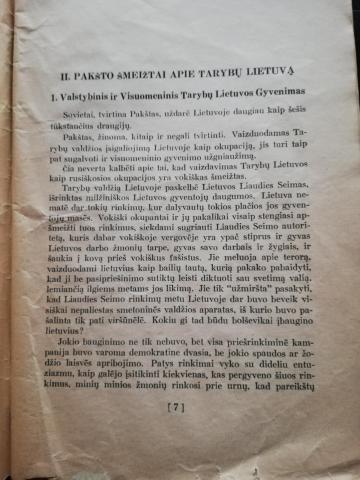 II. PAKŠTO ŠMEIŽTAI APIE TARYBŲ LIETUVĄ
1. Valstybinis ir Visuomeninis Tarybų Lietuvos Gyvenimas
Sovietai, tvirtina Pakštas, uždarė Lietuvoje daugiau kaip šešis
tūkstančius draugijų.
Pakštas, žinoma, kitaip ir negali tvirtinti. Vaizduodamas Ta-
rybų valdžios įsigaliojimą Lietuvoje kaip okupaciją, jis turi taip
pat sugalvoti ir visuomeninio gyvenimo užgniaužimą.
Čia neverta kalbėti apie tai, kad vaizdavimas Tarybų Lietuvos
kaip rusiškosios okupacijos yra vokiškas šmeižtas.
Tarybų valdžią Lietuvoje paskelbė Lietuvos Liaudies Seimas,
išrinktas milžiniškos Lietuvos gyventojų daugumos. Lietuva ne-
matė dar tokių rinkimų, kur dalyvautų tokios plačios jos gyven-
tojų masės. Vokiški okupantai ir jų pakalikai visaip stengiasi ap-
šmeižti tuos rinkimus, siekdami sugriauti Liaudies Seimo autori-
tetą, kuris dabar vokiškoje vergovėje yra ypač stiprus ir gyvas
Lietuvos darbo žmonių tarpe, gyvas savo durbais ir žygiais, ir
šaukia į kovą prieš vokiškus fašistus. Jie meluoja apie terorą,
vaizduodami lietuvius kaip bailių tautą, kurią pakako pabaidyti,
kad ji be pasipriešinimo sutiktų leisti diktuoti sau svetimą valią,
lemiančią ilgiems metams jos likimą. Jie tik “užmiršta” pasakyti,
kad Liaudies Seimo rinkimų metu Lietuvoje dar buvo beveik vi-
siškai nepaliestas smetoninės valdžios aparatas, iš kurio buvo pa-
šalinta tik pati viršūnėlė. Kokiu gi tad būdu bolševikai įbaugino
lietuvius?
Jokio bauginimo ne tik nebuvo, bet visa priešrinkiminė kam-
panija buvo varoma demokratine dvasia, be jokio spaudos ar žo-
džio laisvės apribojimo. Patys rinkimai vyko su dideliu entu-
ziazmu, kaip galėjo įsitikinti kiekvienas, kas pergyveno šiuos rin-
kimus, minių minios žmonių rinkosi prie urnų, kad pareikštų
[ 7 ]